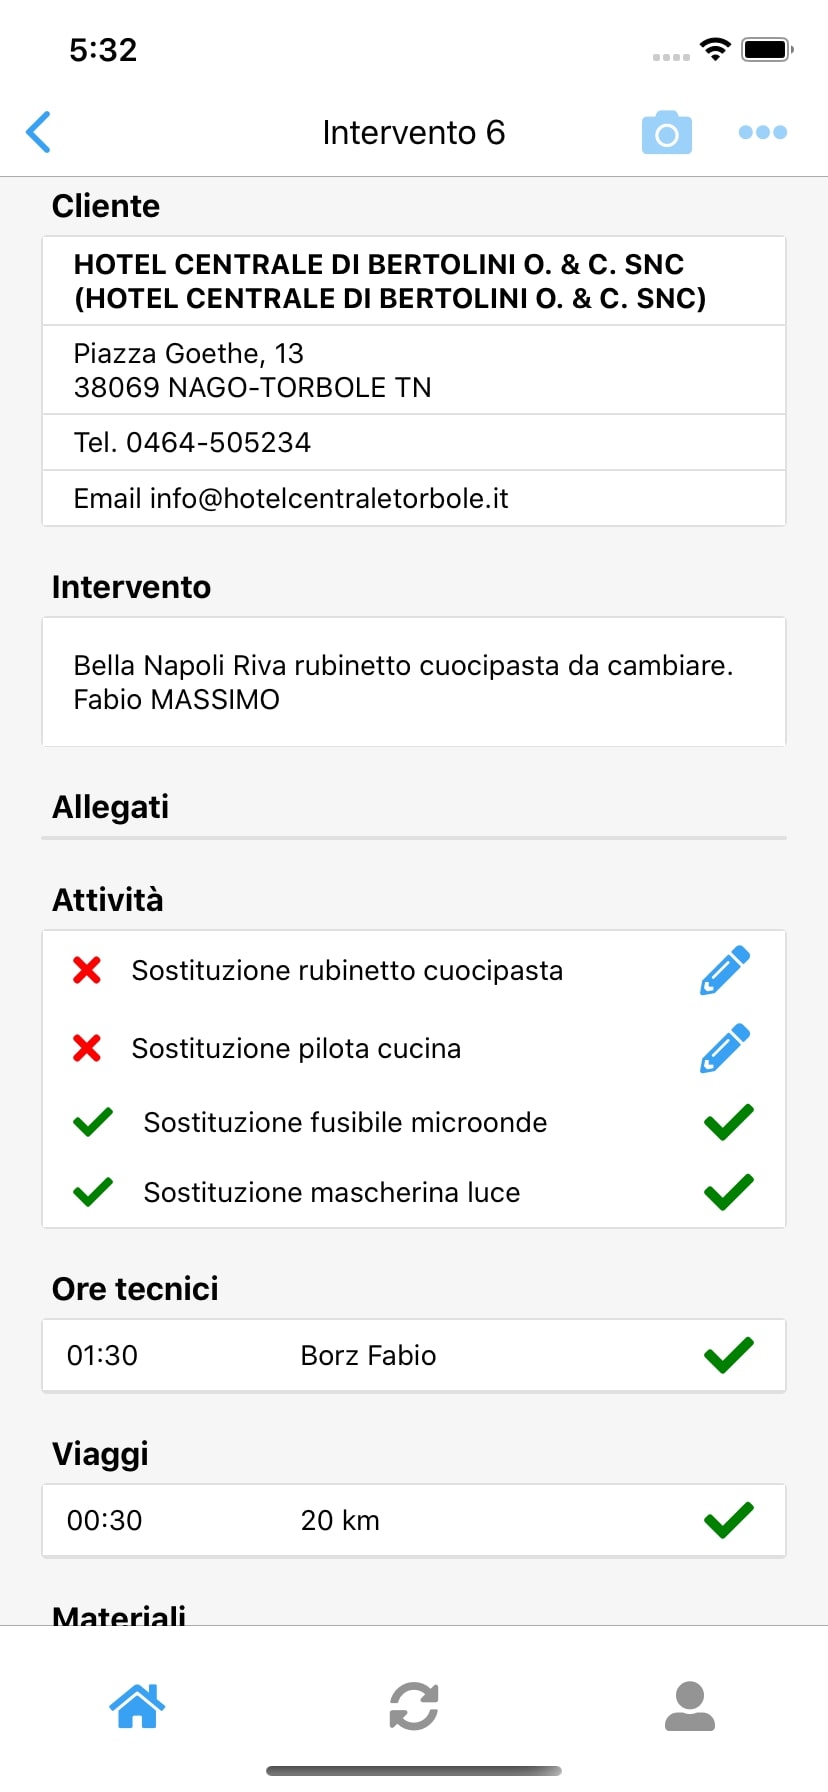 5:32
Intervento 6
Cliente
HOTEL CENTRALE DI BERTOLINI O. & C. SNC
(HOTEL CENTRALE DI BERTOLINI O. & C. SNC)
Piazza Goethe, 13
38069 NAGO-TORBOLE TN
Tel. 0464-505234
Email info@hotelcentraletorbole.it
Intervento
Bella Napoli Riva rubinetto cuocipasta da cambiare.
Fabio MASSIMO
Allegati
Attività
Sostituzione rubinetto cuocipasta
Sostituzione pilota cucina
Sostituzione fusibile microonde
Sostituzione mascherina luce
Ore tecnici
01:30 Borz Fabio
Viaggi
00:30 20 km
Materiali